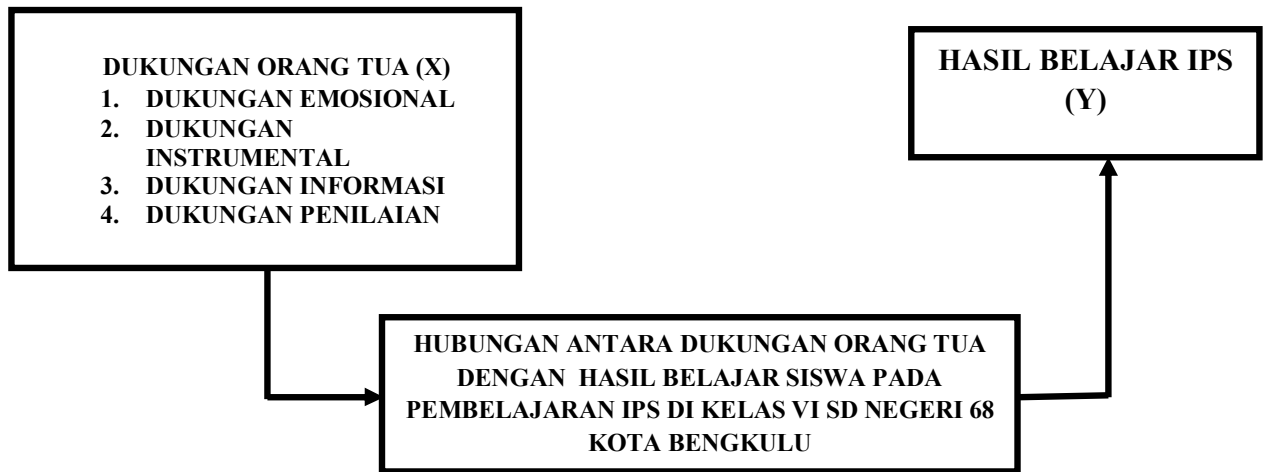 DUKUNGAN ORANG TUA (X)
1. DUKUNGAN EMOSIONAL
2. DUKUNGAN
INSTRUMENTAL
3. DUKUNGAN INFORMASI
4. DUKUNGAN PENILAIAN
HASIL BELAJAR IPS
(Y)
HUBUNGAN ANTARA DUKUNGAN ORANG TUA
DENGAN HASIL BELAJAR SISWA PADA
PEMBELAJARAN IPS DI KELAS VI SD NEGERI 68
KOTA BENGKULU